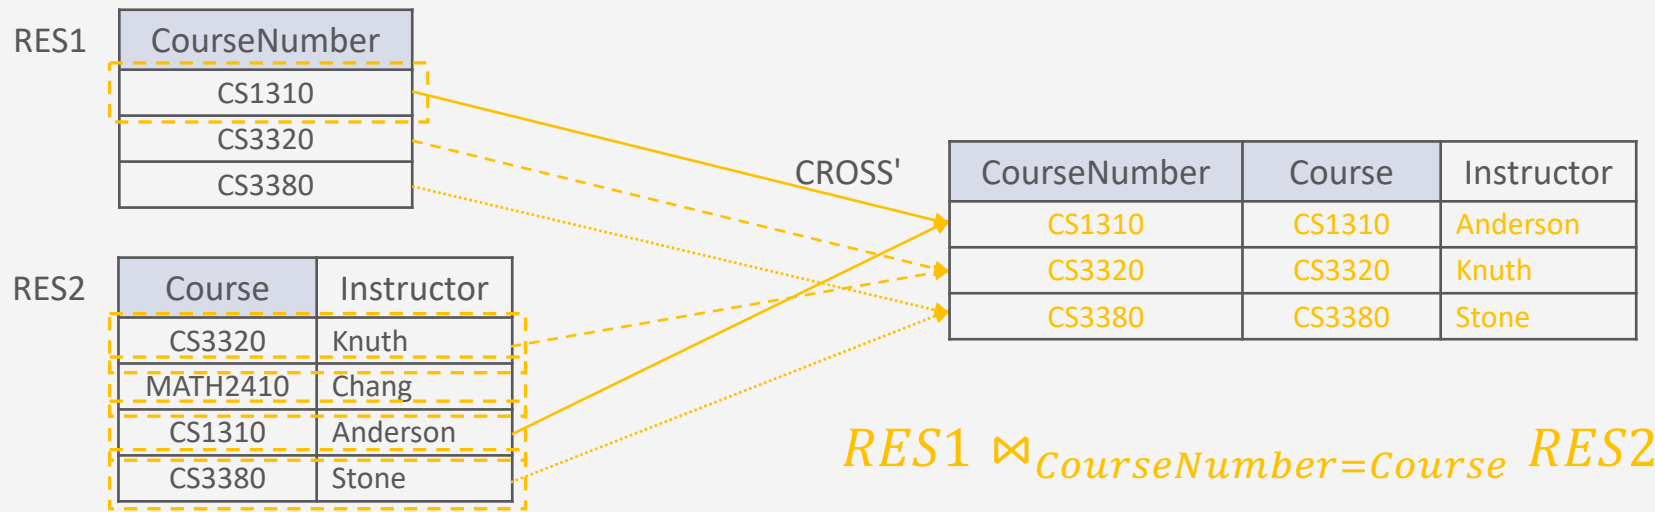 RES1
CourseNumber
CS1310
CS3320
CS3380
RES2
Course Instructor
CS3320 Knuth
MATH2410 Chang
CS1310 Anderson
CS3380 Stone
CROSS'
CourseNumber Course Instructor
CS1310 CS1310 Anderson
CS3320 CS3320 Knuth
CS3380 CS3380 Stone
RES1 ⋈CourseNumber=Course RES2